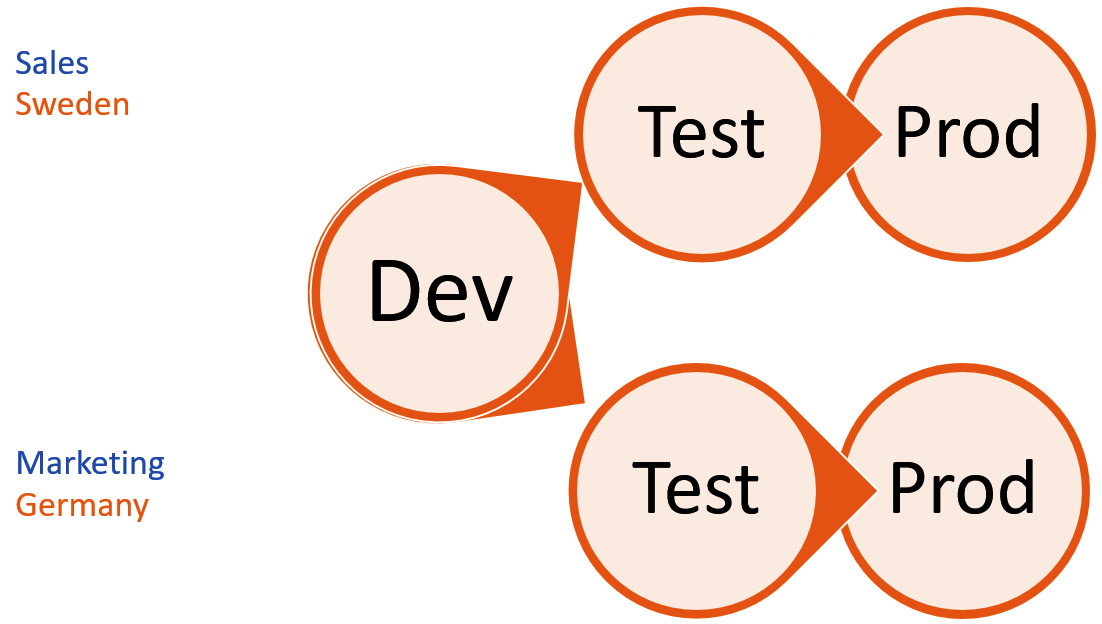 Sales
Sweden
Test
Prod
Dev
Marketing
Germany
Test
Prod